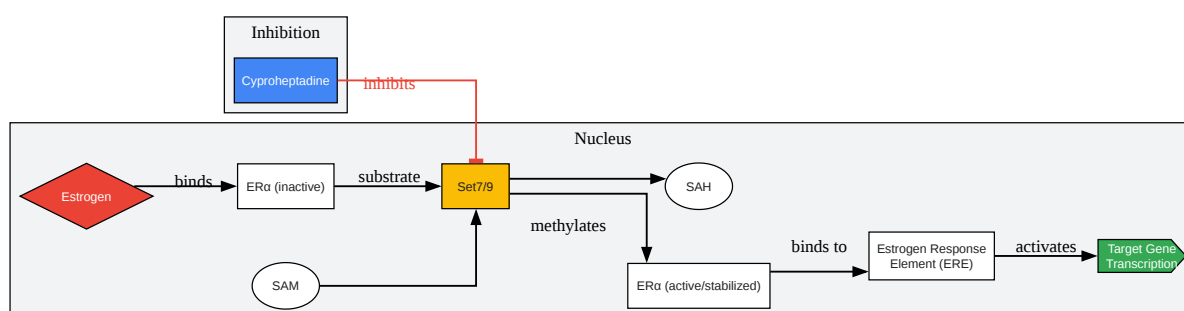 Inhibition
Cyproheptadine
inhibits
Nucleus
Estrogen
binds
ERα (inactive)
substrate
Set7/9
SAH
methylates
SAM
ERα (active/stabilized)
binds to
Estrogen Response
Element (ERE)
activates
Target Gene
Transcription